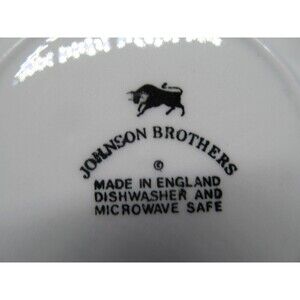 JOHNSON BROTHERS
©
MADE IN ENGLAND
DISHWASHER AND
MICROWAVE SAFE